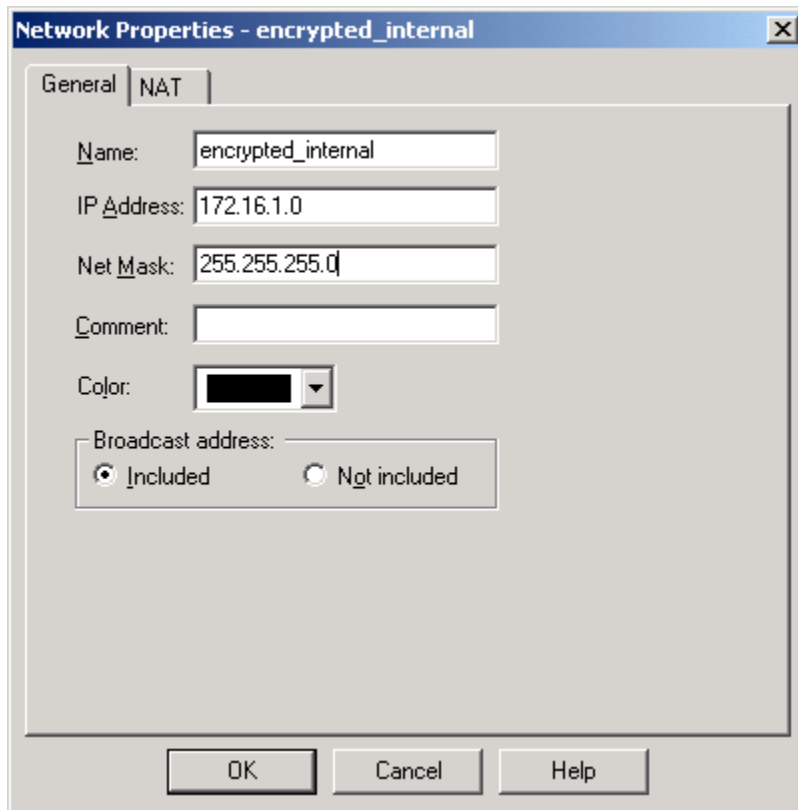 Network Properties - encrypted_internal
General NAT
Name: encrypted_internal
IP Address: 172.16.1.0
Net Mask: 255.255.255.0
Comment:
Color:
Broadcast address:
Included Not included
OK Cancel Help